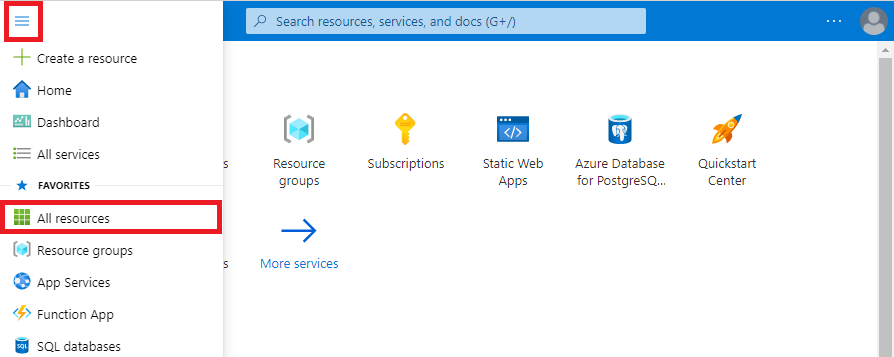 Search resources, services, and docs (G+/)
...
Create a resource
Home
Dashboard
All services
FAVORITES
All resources
Resource groups
App Services
Function App
SQL databases
Resource
groups
Subscriptions
Static Web
Apps
Azure Database
for PostgreSQ...
Quickstart
Center
More services